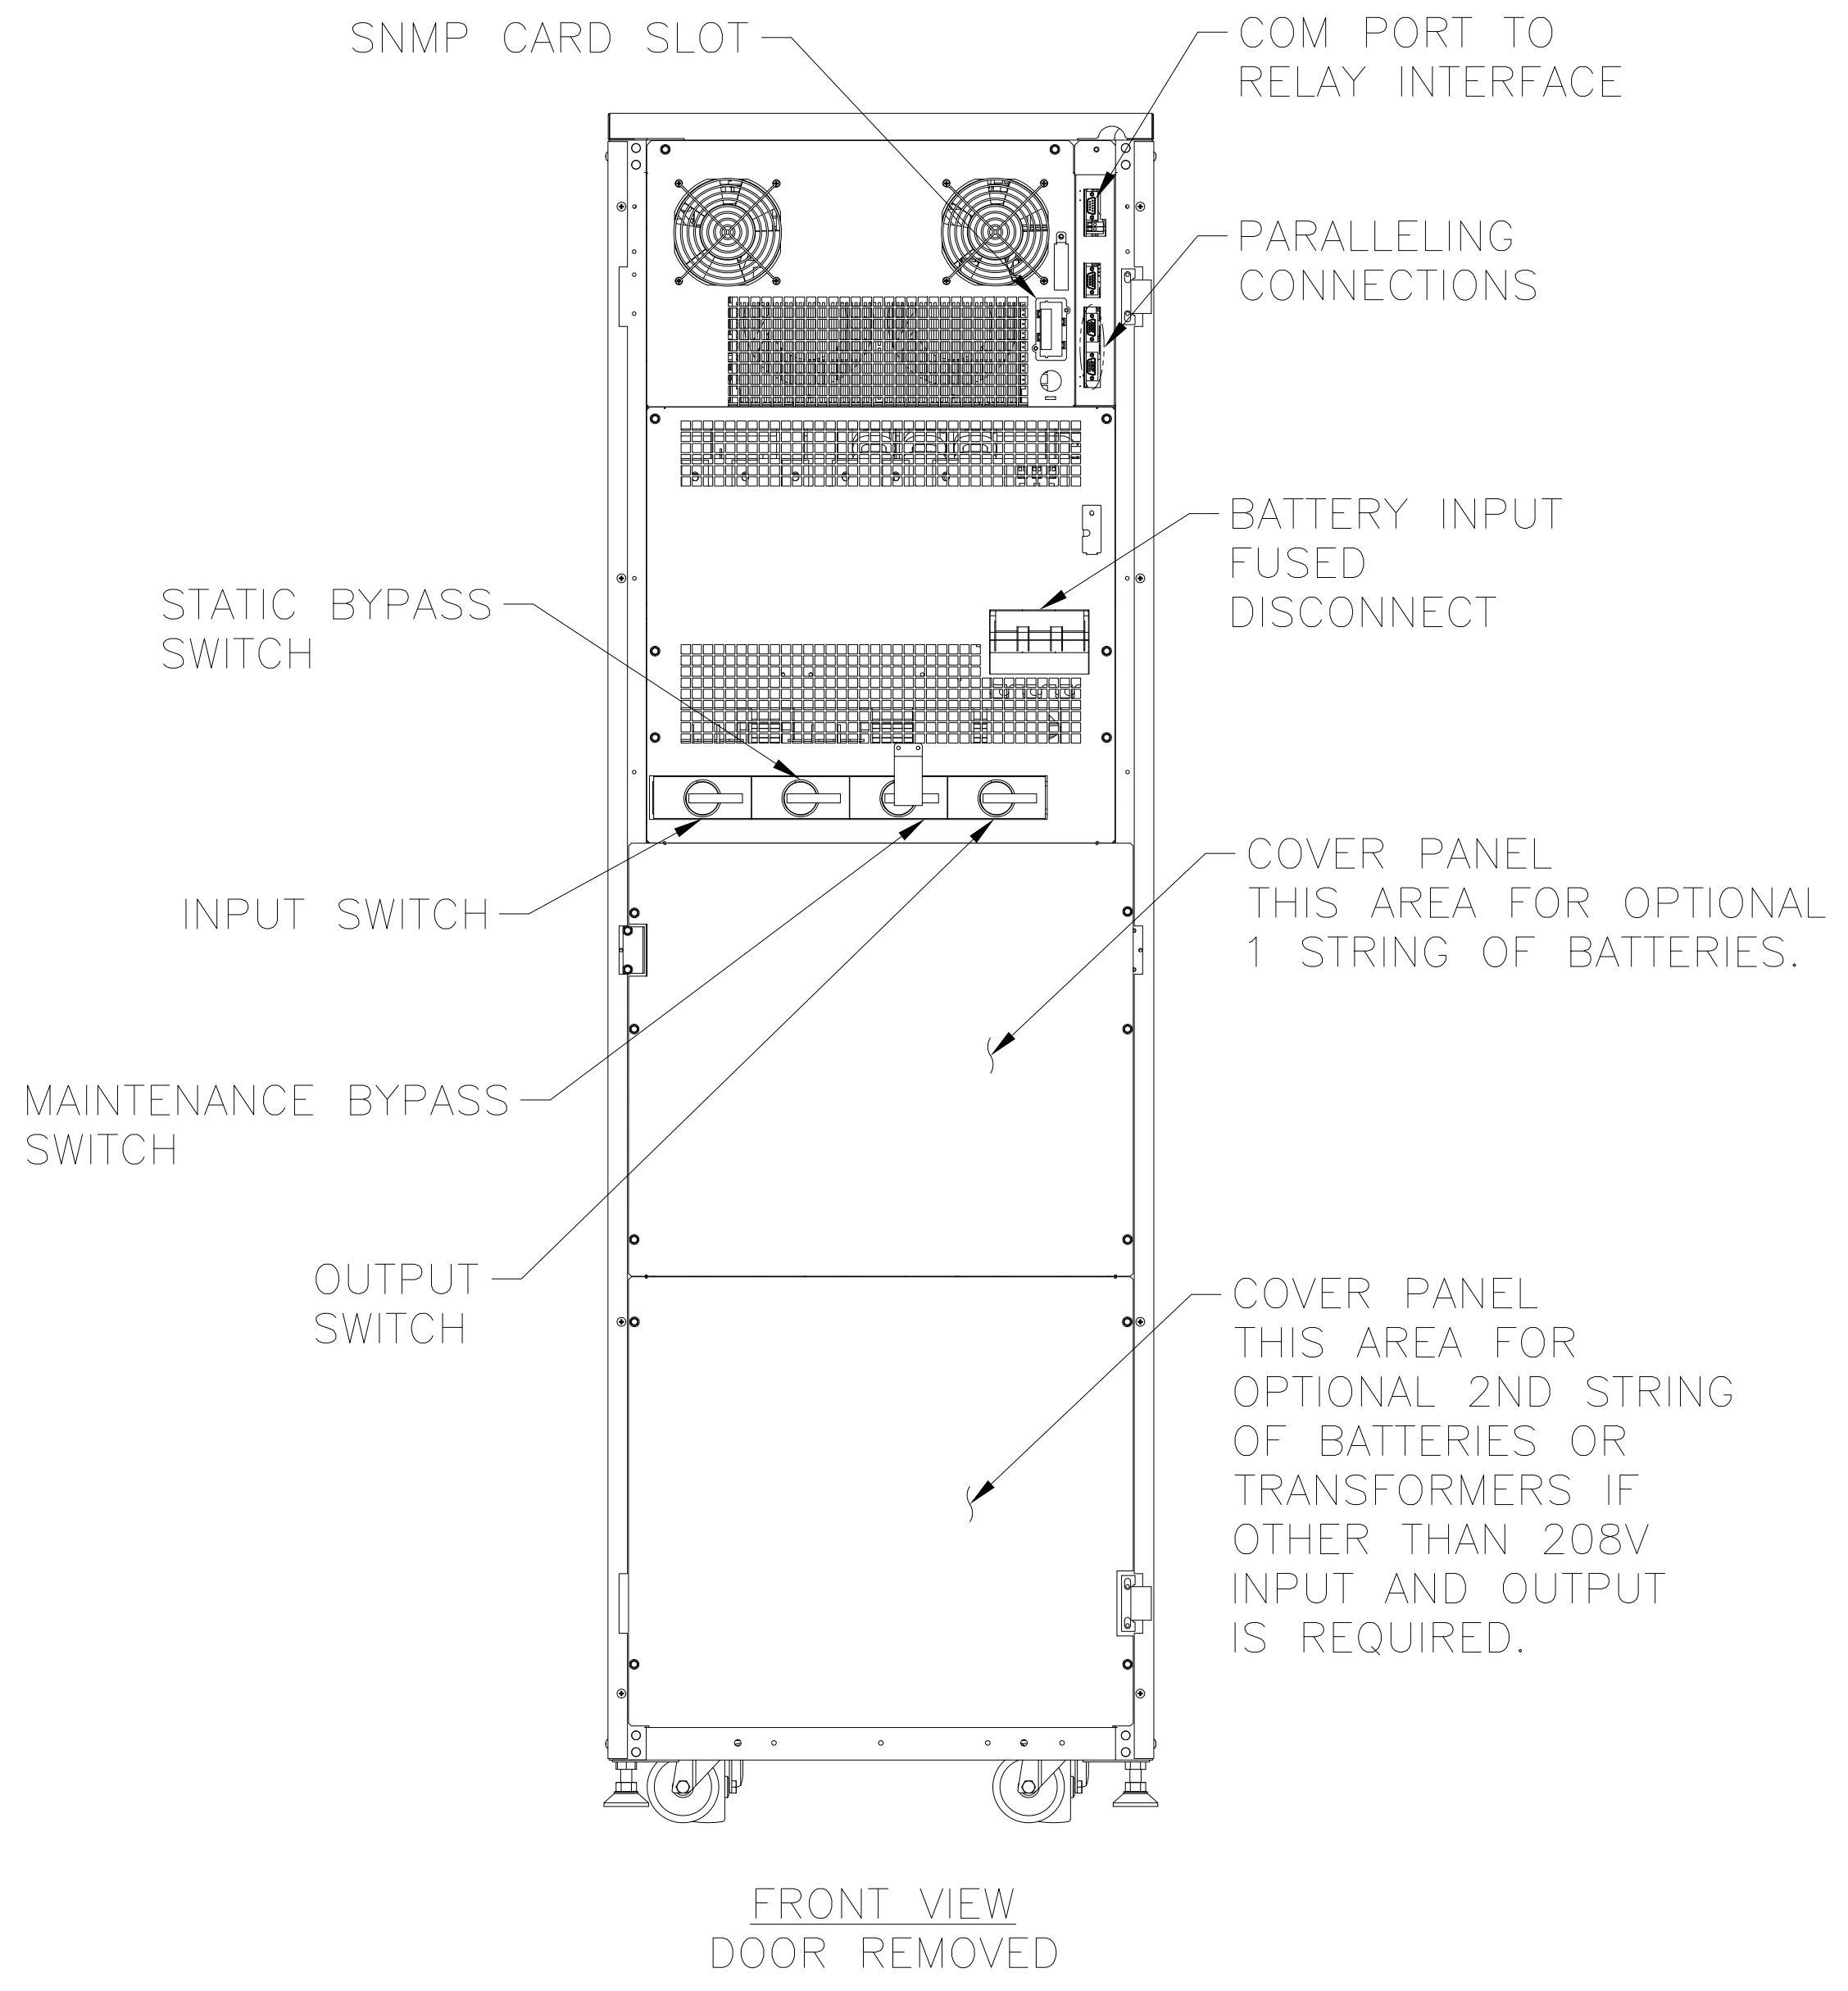 SNMP CARD SLOT
COM PORT TO
RELAY INTERFACE
PARALLELING
CONNECTIONS
BATTERY INPUT
FUSED
DISCONNECT
STATIC BYPASS
SWITCH
INPUT SWITCH
COVER PANEL
THIS AREA FOR OPTIONAL
1 STRING OF BATTERIES.
MAINTENANCE BYPASS
SWITCH
OUTPUT
SWITCH
COVER PANEL
THIS AREA FOR
OPTIONAL 2ND STRING
OF BATTERIES OR
TRANSFORMERS IF
OTHER THAN 208V
INPUT AND OUTPUT
IS REQUIRED.
FRONT VIEW
DOOR REMOVED